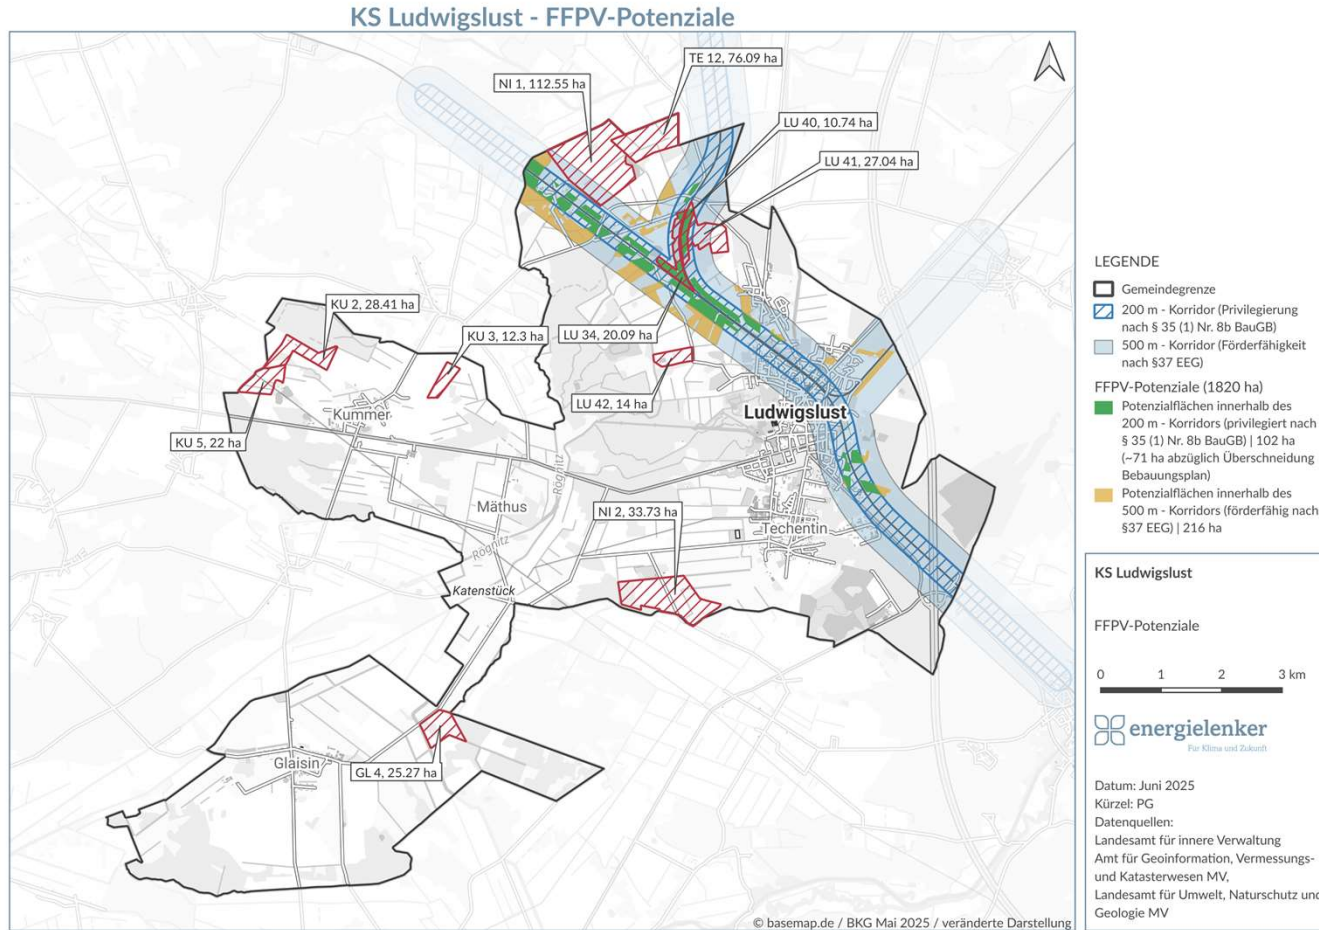 KS Ludwigslust - FFPV-Potenziale
TE 12, 76.09 ha
NI 1, 112.55 ha
LU 40, 10.74 ha
LU 41, 27.04 ha
KU 2, 28.41 ha
KU 3, 12.3 ha
LU 34, 20.09 ha
LU 42, 14 ha
KU 5, 22 ha
Kummer
Ludwigslust
Rögnitz
Mäthus
NI 2, 33.73 ha
Techentin
Rögnitz
Katenstück
Glaisin
GL 4, 25.27 ha
© basemap.de / BKG Mai 2025 / veränderte Darstellung
LEGENDE
Gemeindegrenze
200 m - Korridor (Privilegierung
nach § 35 (1) Nr. 8b BauGB)
500 m - Korridor (Förderfähigkeit
nach §37 EEG)
FFPV-Potenziale (1820 ha)
Potenzialflächen innerhalb des
200 m - Korridors (privilegiert nach
§ 35 (1) Nr. 8b BauGB) | 102 ha
(~71 ha abzüglich Überschneidung
Bebauungsplan)
Potenzialflächen innerhalb des
500 m - Korridors (förderfähig nach
§37 EEG) | 216 ha
KS Ludwigslust
FFPV-Potenziale
0 1 2 3 km
energielenker
Für Klima und Zukunft
Datum: Juni 2025
Kürzel: PG
Datenquellen:
Landesamt für innere Verwaltung
Amt für Geoinformation, Vermessungs-
und Katasterwesen MV,
Landesamt für Umwelt, Naturschutz und
Geologie MV